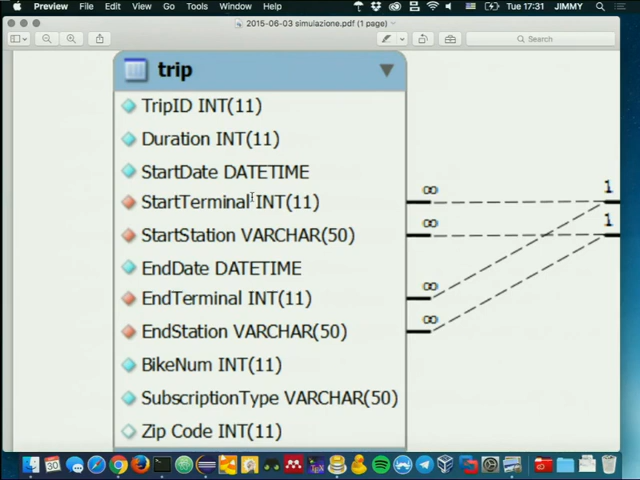 Preview File Edit View Go Tools Window Help Tue 17:31 JIMMY
2015-06-03 simulazione.pdf (1 page)
Search
trip
TripID INT(11)
Duration INT(11)
StartDate DATETIME
StartTerminal INT(11)
∞ 1
StartStation VARCHAR(50)
∞ 1
EndDate DATETIME
EndTerminal INT(11)
∞
EndStation VARCHAR(50)
∞
BikeNum INT(11)
SubscriptionType VARCHAR(50)
Zip Code INT(11)
30